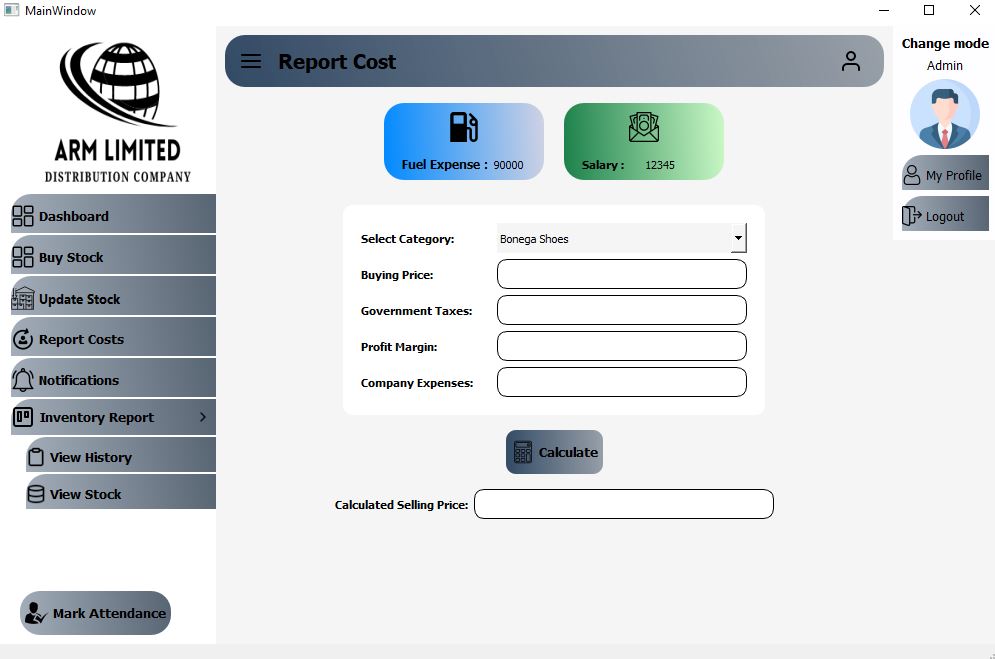 MainWindow
ARM LIMITED
DISTRIBUTION COMPANY
Dashboard
Buy Stock
Update Stock
Report Costs
Notifications
Inventory Report
View History
View Stock
Mark Attendance
Report Cost
Fuel Expense : 90000
Salary : 12345
Select Category: Bonega Shoes
Buying Price:
Government Taxes:
Profit Margin:
Company Expenses:
Calculate
Calculated Selling Price:
Change mode
Admin
My Profile
Logout